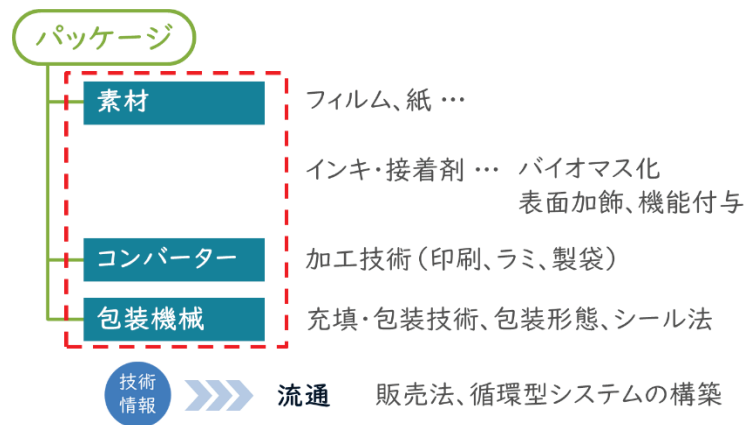 パッケージ
素材 フィルム、紙 …
インキ・接着剤 … バイオマス化
表面加飾、機能付与
コンバーター 加工技術（印刷、ラミ、製袋）
包装機械 充填・包装技術、包装形態、シール法
技術
情報
流通 販売法、循環型システムの構築